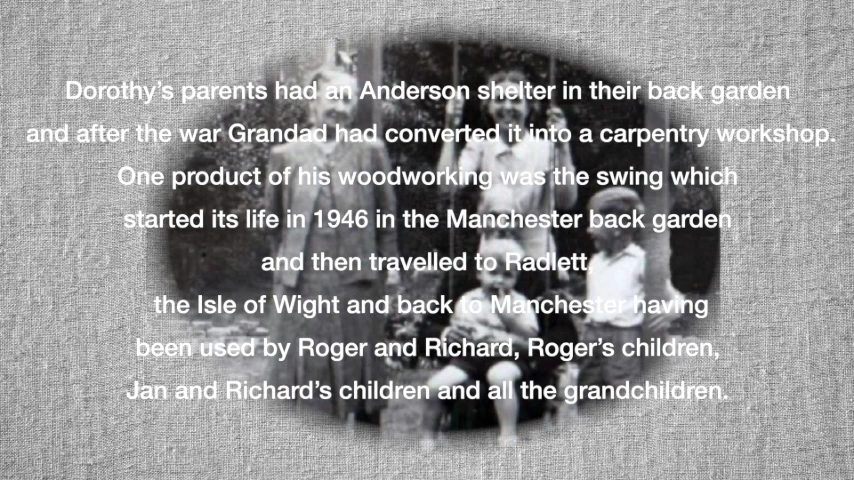 Dorothy's parents had an Anderson shelter in their back garden
and after the war Grandad had converted it into a carpentry workshop.
One product of his woodworking was the swing which
started its life in 1946 in the Manchester back garden
and then travelled to Radlett,
the Isle of Wight and back to Manchester having
been used by Roger and Richard, Roger's children,
Jan and Richard's children and all the grandchildren.